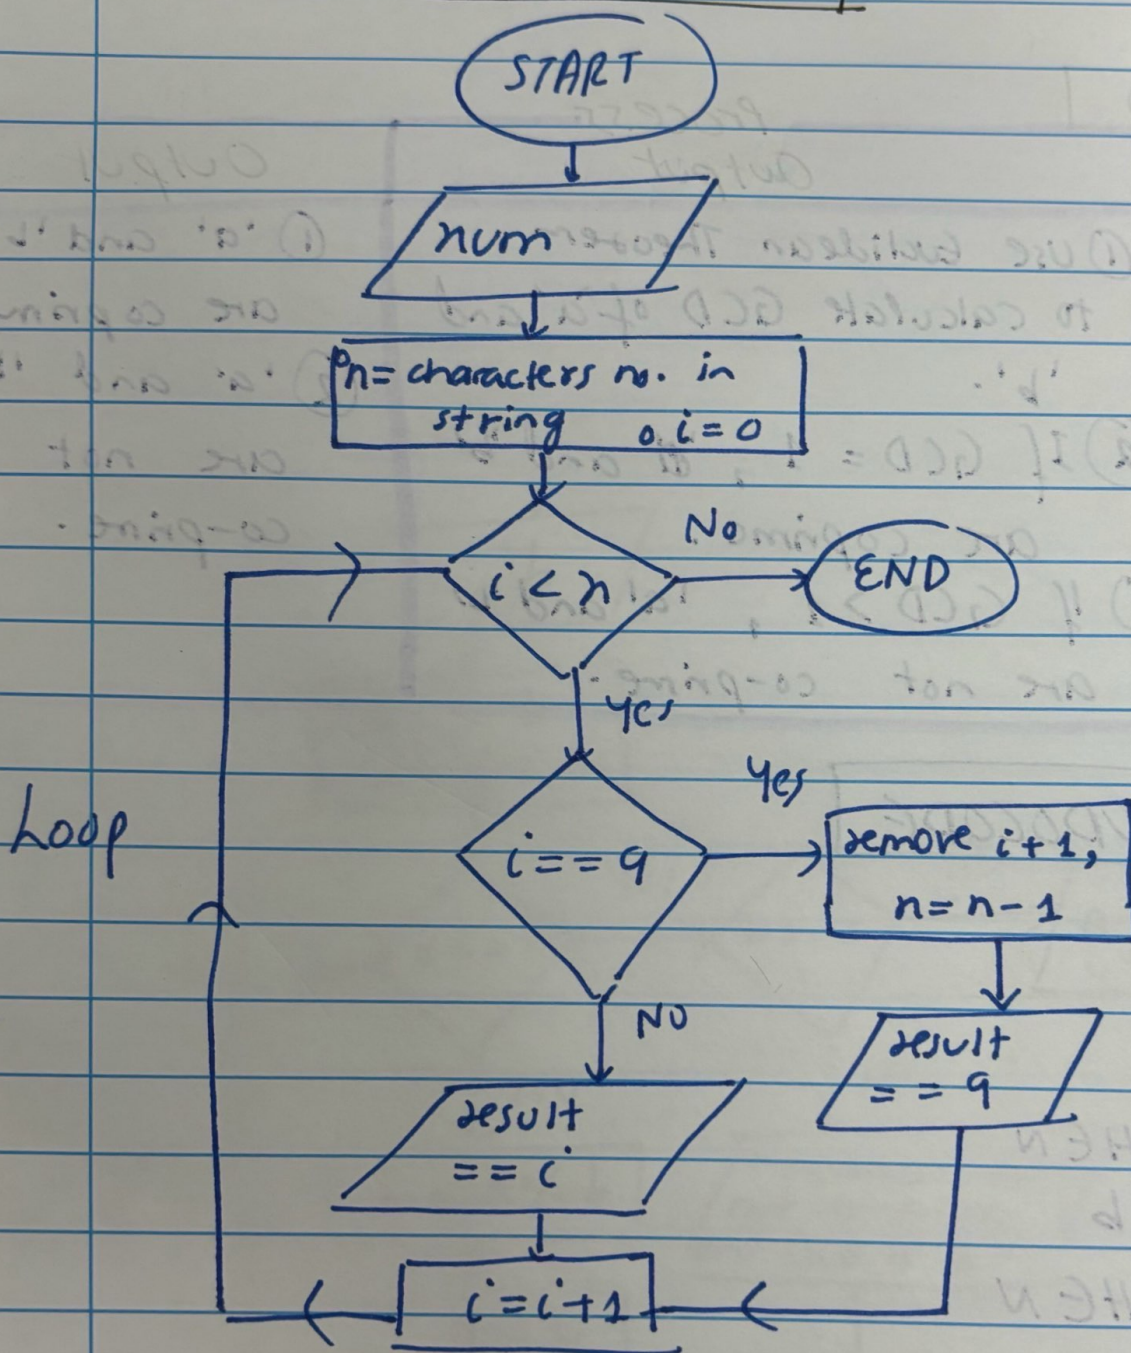 START
num
n= characters no. in
string , i = 0
i < n
No
END
Yes
Loop
i == 9
Yes
remove i+1,
n= n-1
NO
result
== 9
result
== i
i = i+1